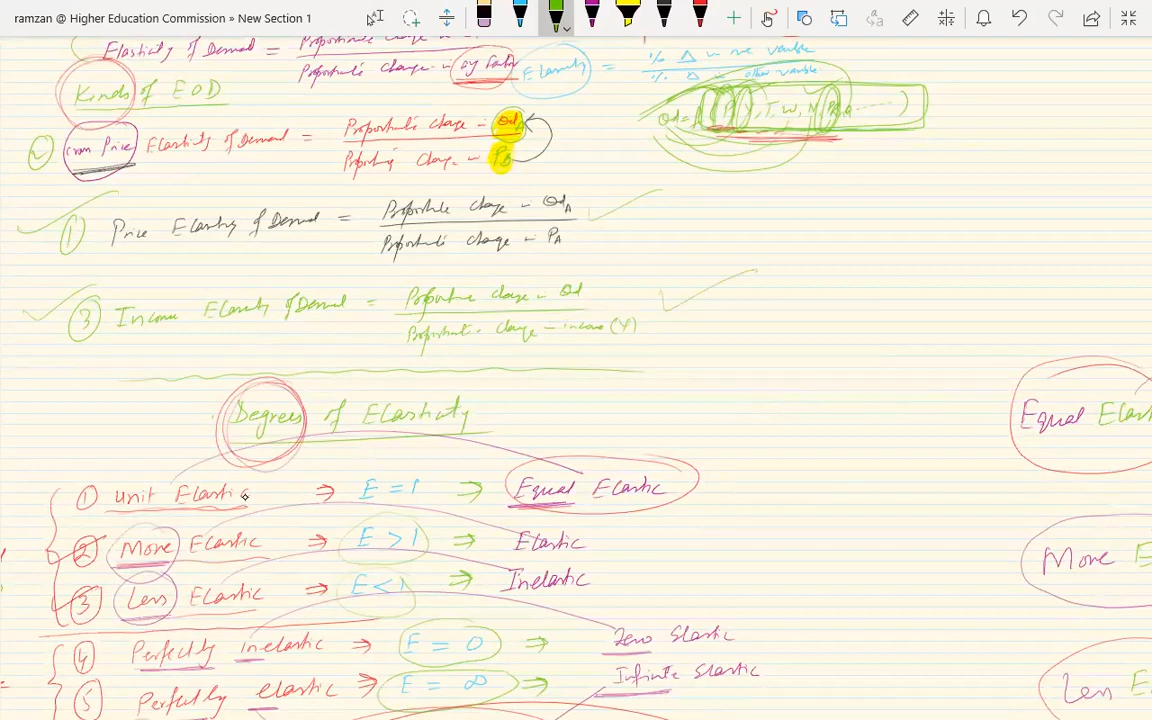 ramzan @ Higher Education Commission » New Section 1
Elasticity of Demand = Proportionate change in
Proportionate change in any factor
Elasticity = % Δ in one variable
% Δ in other variable
Kinds of EOD
Qd =
Cross Price Elasticity of Demand = Proportionate change in Qd
Proportionate change in PB
① Price Elasticity of Demand = Proportionate change in QdA
Proportionate change in PA
③ Income Elasticity of Demand = Proportionate change in Qd
Proportionate change in income (Y)
Degrees of Elasticity
Equal Elast
① Unit Elastic ⇒ E = 1 ⇒ Equal Elastic
② More Elastic ⇒ E > 1 ⇒ Elastic
More E
③ Less Elastic ⇒ E < 1 ⇒ Inelastic
④ Perfectly inelastic ⇒ E = 0 ⇒ Zero Elastic
⑤ Perfectly elastic ⇒ E = ∞ ⇒ Infinite Elastic
Less E